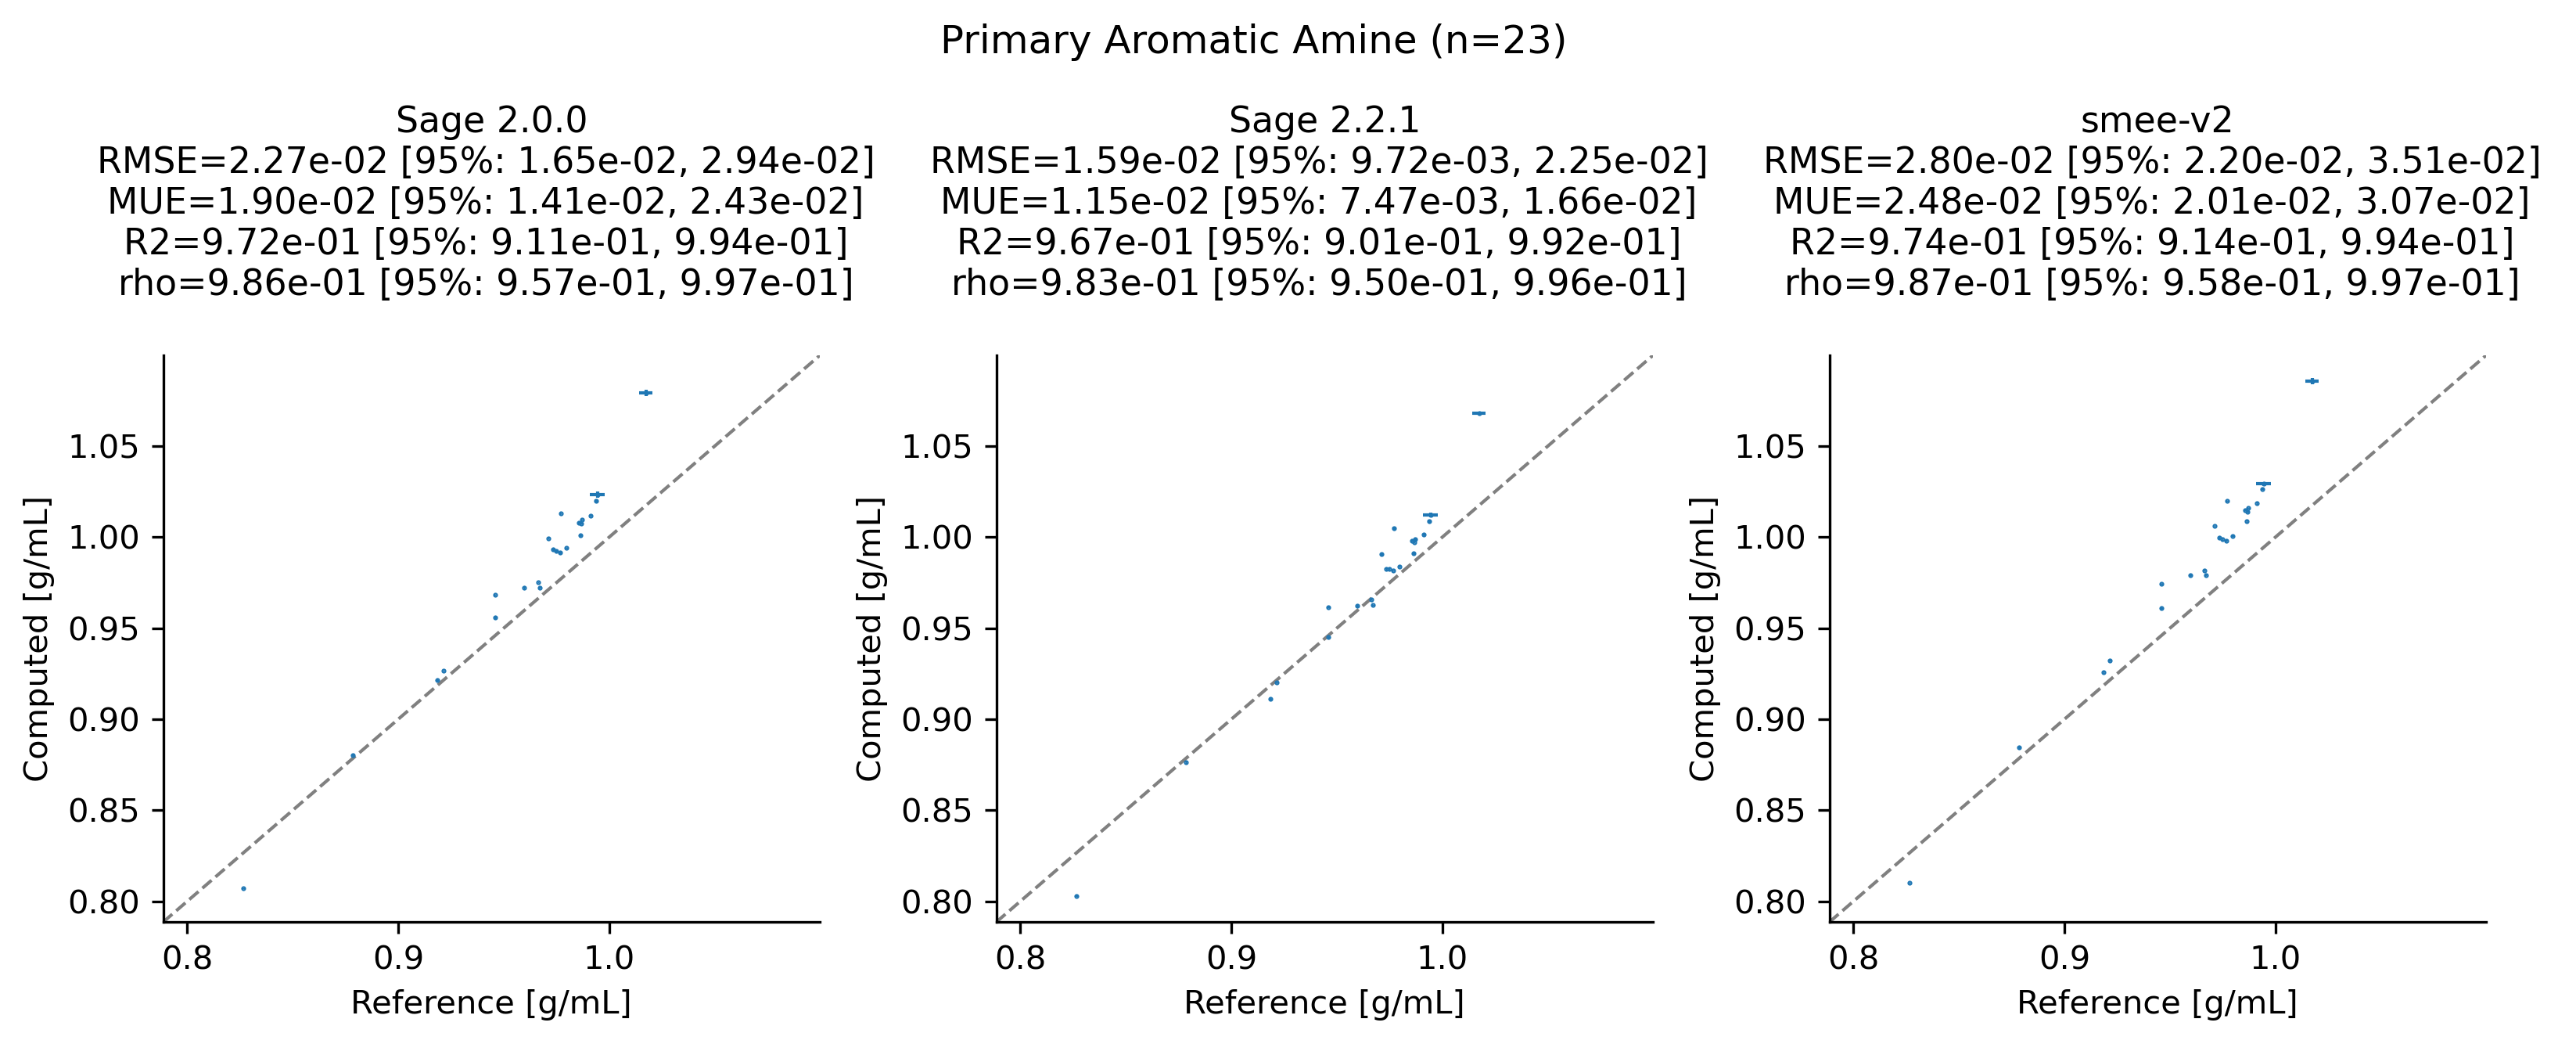 Primary Aromatic Amine (n=23)
Sage 2.0.0
RMSE=2.27e-02 [95%: 1.65e-02, 2.94e-02]
MUE=1.90e-02 [95%: 1.41e-02, 2.43e-02]
R2=9.72e-01 [95%: 9.11e-01, 9.94e-01]
rho=9.86e-01 [95%: 9.57e-01, 9.97e-01]
1.05
1.00
0.95
0.90
0.85
0.80
Computed [g/mL]
0.8 0.9 1.0
Reference [g/mL]
Sage 2.2.1
RMSE=1.59e-02 [95%: 9.72e-03, 2.25e-02]
MUE=1.15e-02 [95%: 7.47e-03, 1.66e-02]
R2=9.67e-01 [95%: 9.01e-01, 9.92e-01]
rho=9.83e-01 [95%: 9.50e-01, 9.96e-01]
1.05
1.00
0.95
0.90
0.85
0.80
Computed [g/mL]
0.8 0.9 1.0
Reference [g/mL]
smee-v2
RMSE=2.80e-02 [95%: 2.20e-02, 3.51e-02]
MUE=2.48e-02 [95%: 2.01e-02, 3.07e-02]
R2=9.74e-01 [95%: 9.14e-01, 9.94e-01]
rho=9.87e-01 [95%: 9.58e-01, 9.97e-01]
1.05
1.00
0.95
0.90
0.85
0.80
Computed [g/mL]
0.8 0.9 1.0
Reference [g/mL]